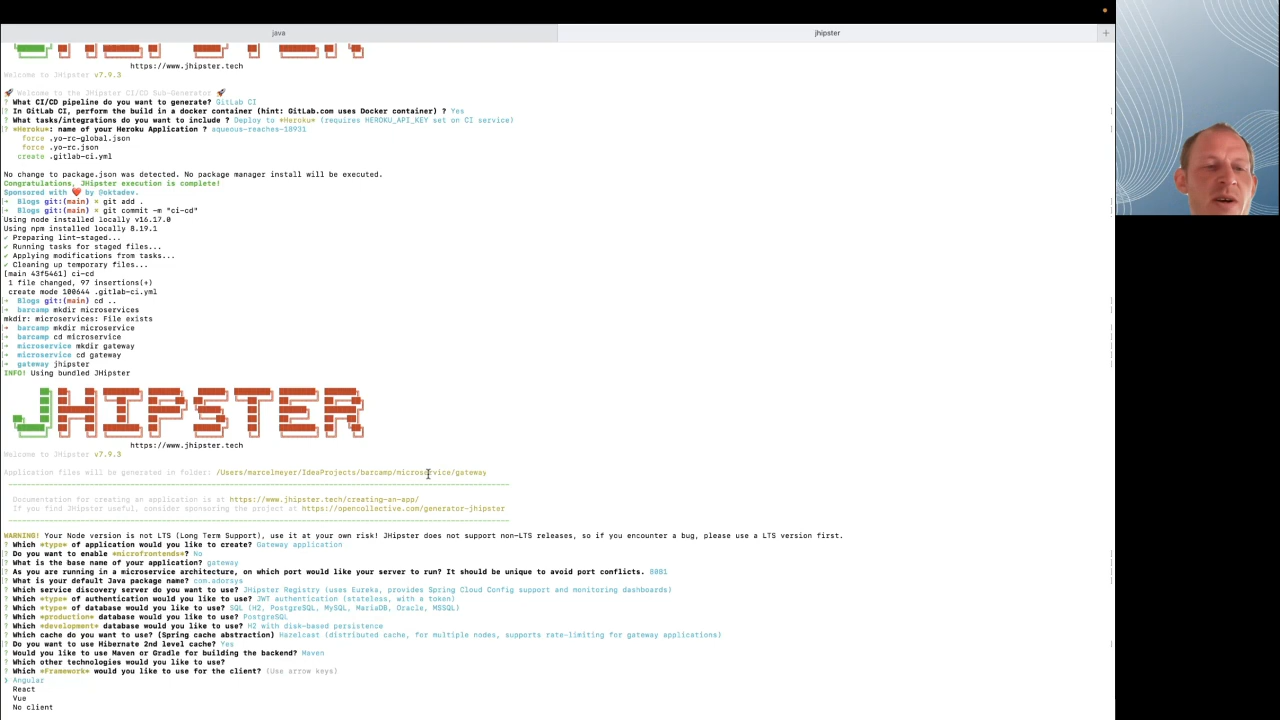 java
jhipster
+
https://www.jhipster.tech
Welcome to JHipster v7.9.3
🚀 Welcome to the JHipster CI/CD Sub-Generator 🚀
? What CI/CD pipeline do you want to generate? GitLab CI
? In GitLab CI, perform the build in a docker container (hint: GitLab.com uses Docker container) ? Yes
? What tasks/integrations do you want to include ? Deploy to *Heroku* (requires HEROKU_API_KEY set on CI service)
? *Heroku*: name of your Heroku Application ? aqueous-reaches-18931
force .yo-rc-global.json
force .yo-rc.json
create .gitlab-ci.yml
No change to package.json was detected. No package manager install will be executed.
Congratulations, JHipster execution is complete!
Sponsored with ❤️ by @oktadev.
→ Blogs git:(main) × git add .
→ Blogs git:(main) × git commit -m "ci-cd"
Using node installed locally v16.17.0
Using npm installed locally 8.19.1
✔ Preparing lint-staged...
✔ Running tasks for staged files...
✔ Applying modifications from tasks...
✔ Cleaning up temporary files...
[main 43f5461] ci-cd
1 file changed, 97 insertions(+)
create mode 100644 .gitlab-ci.yml
→ Blogs git:(main) cd ..
→ barcamp mkdir microservices
mkdir: microservices: File exists
→ barcamp mkdir microservice
→ barcamp cd microservice
→ microservice mkdir gateway
→ microservice cd gateway
→ gateway jhipster
INFO! Using bundled JHipster
JHIPSTER
https://www.jhipster.tech
Welcome to JHipster v7.9.3
Application files will be generated in folder: /Users/marcelmeyer/IdeaProjects/barcamp/microservice/gateway
Documentation for creating an application is at https://www.jhipster.tech/creating-an-app/
If you find JHipster useful, consider sponsoring the project at https://opencollective.com/generator-jhipster
WARNING! Your Node version is not LTS (Long Term Support), use it at your own risk! JHipster does not support non-LTS releases, so if you encounter a bug, please use a LTS version first.
? Which *type* of application would you like to create? Gateway application
? Do you want to enable *microfrontends*? No
? What is the base name of your application? gateway
? As you are running in a microservice architecture, on which port would like your server to run? It should be unique to avoid port conflicts. 8081
? What is your default Java package name? com.adorsys
? Which service discovery server do you want to use? JHipster Registry (uses Eureka, provides Spring Cloud Config support and monitoring dashboards)
? Which *type* of authentication would you like to use? JWT authentication (stateless, with a token)
? Which *type* of database would you like to use? SQL (H2, PostgreSQL, MySQL, MariaDB, Oracle, MSSQL)
? Which *production* database would you like to use? PostgreSQL
? Which *development* database would you like to use? H2 with disk-based persistence
? Which cache do you want to use? (Spring cache abstraction) Hazelcast (distributed cache, for multiple nodes, supports rate-limiting for gateway applications)
? Do you want to use Hibernate 2nd level cache? Yes
? Would you like to use Maven or Gradle for building the backend? Maven
? Which other technologies would you like to use?
? Which *Framework* would you like to use for the client? (Use arrow keys)
❯ Angular
React
Vue
No client